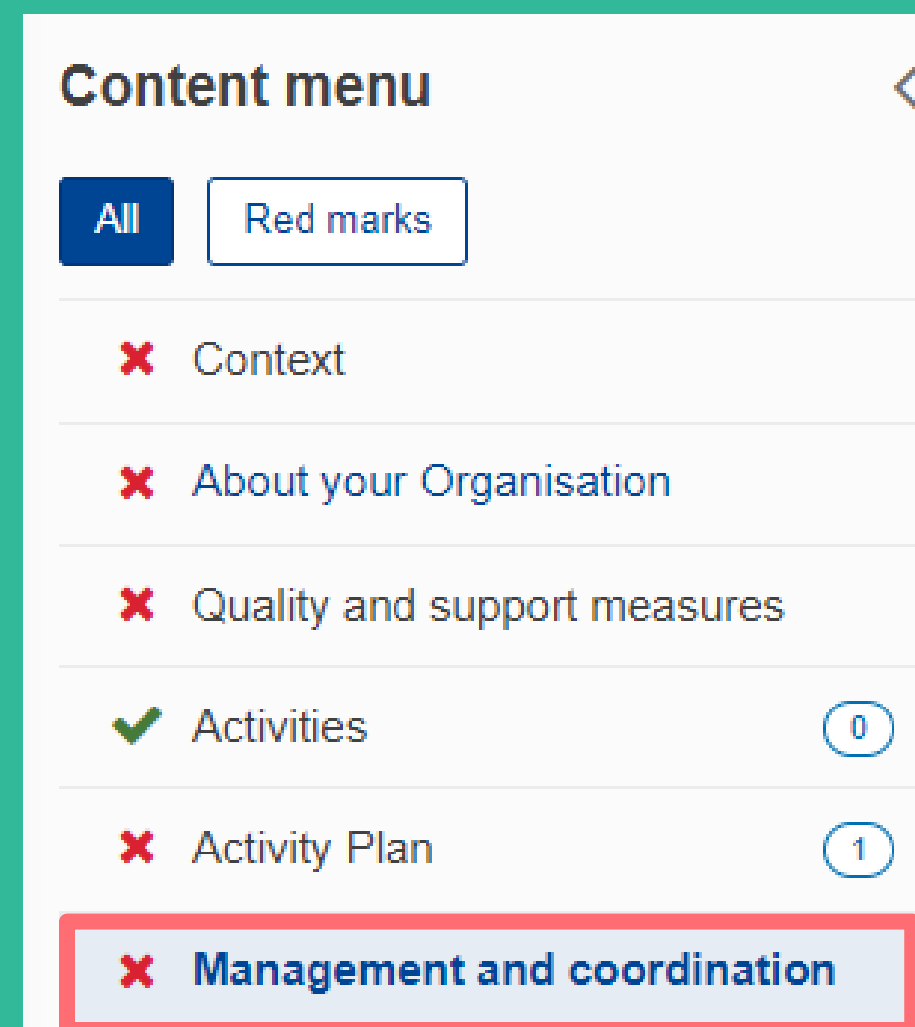 Content menu
All Red marks
Context
About your Organisation
Quality and support measures
Activities 0
Activity Plan 1
Management and coordination